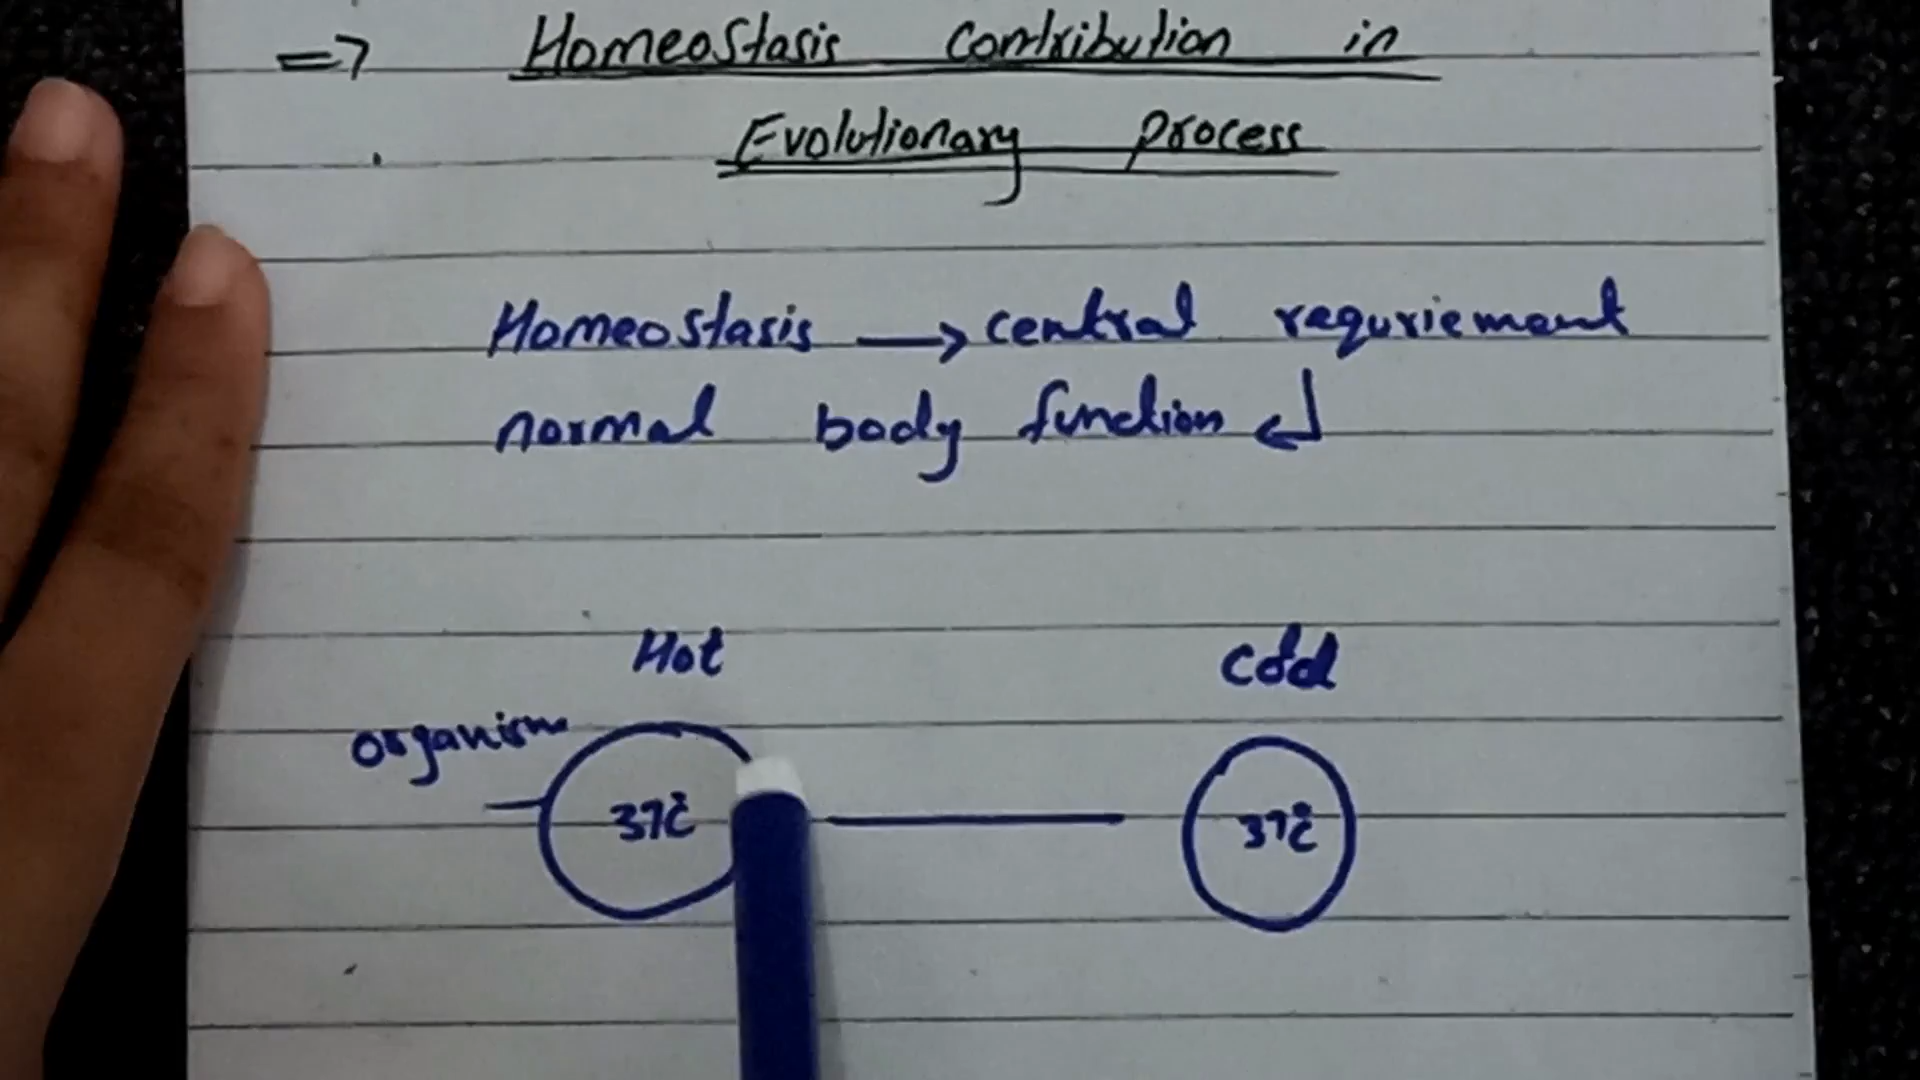 => Homeostasis contribution in
Evolutionary process
Homeostasis → central requriement
normal body function ↲
Hot Cold
organism
37°C 37°C